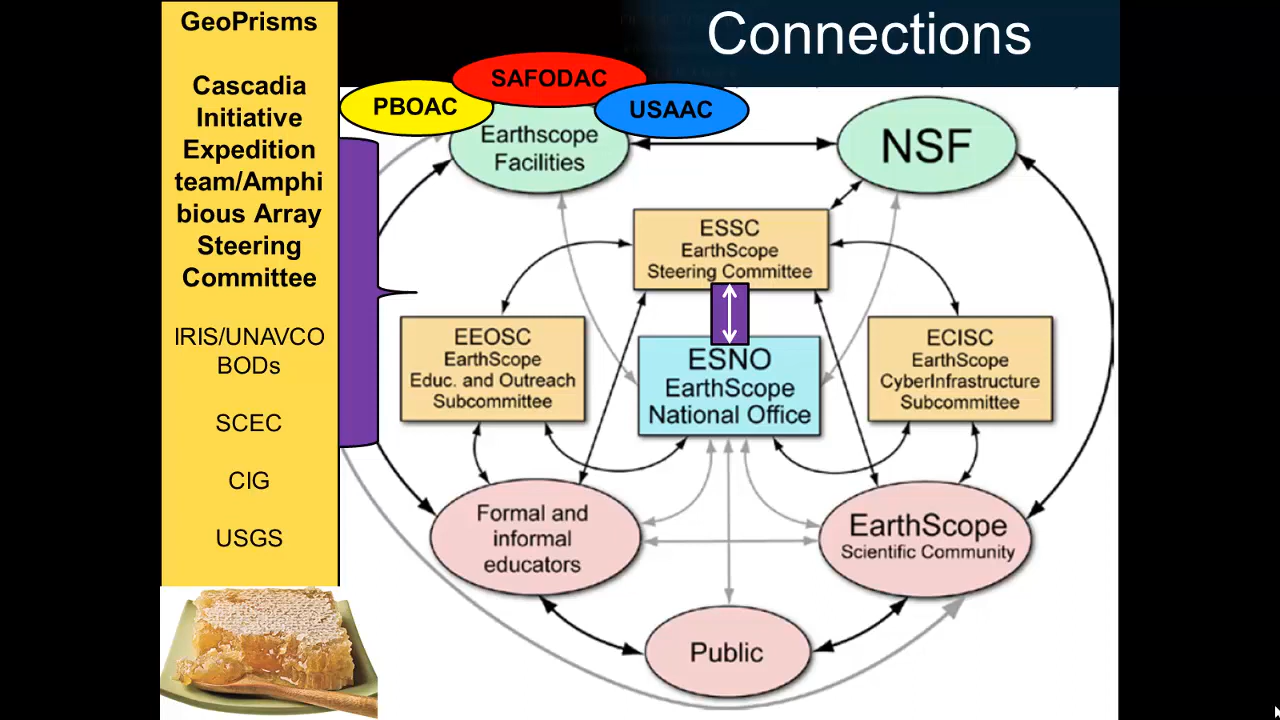 Connections
GeoPrisms
Cascadia
Initiative
Expedition
team/Amphi
bious Array
Steering
Committee
IRIS/UNAVCO
BODs
SCEC
CIG
USGS
SAFODAC
PBOAC
USAAC
Earthscope
Facilities
NSF
ESSC
EarthScope
Steering Committee
EEOSC
EarthScope
Educ. and Outreach
Subcommittee
ESNO
EarthScope
National Office
ECISC
EarthScope
CyberInfrastructure
Subcommittee
Formal and
informal
educators
EarthScope
Scientific Community
Public